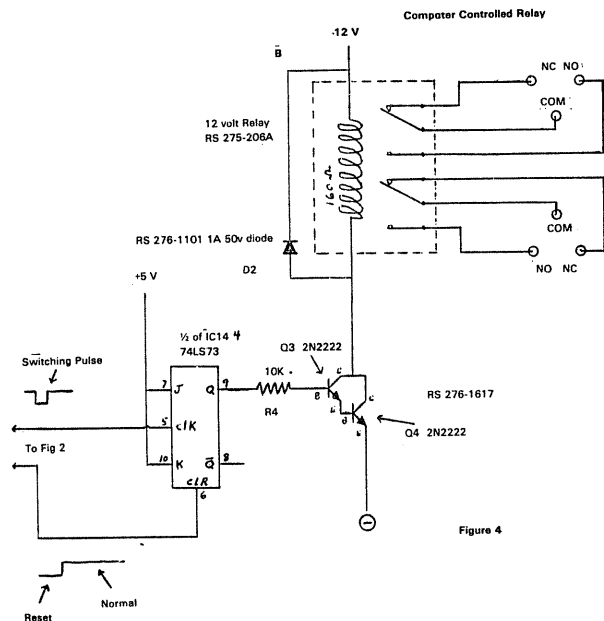 Computer Controlled Relay
-12 V
B
NC NO
COM
12 volt Relay
RS 275-206A
160 Ω
RS 276-1101 1A 50v diode
D2
COM
NO NC
+5 V
½ of IC14 4
74LS73
Switching Pulse
Q3 2N2222
10K
R4
RS 276-1617
Q4 2N2222
7 J Q 9
5 clk
10 K Q̅ 8
CLR
6
C
B
E
C
B
E
To Fig 2
Figure 4
Reset
Normal